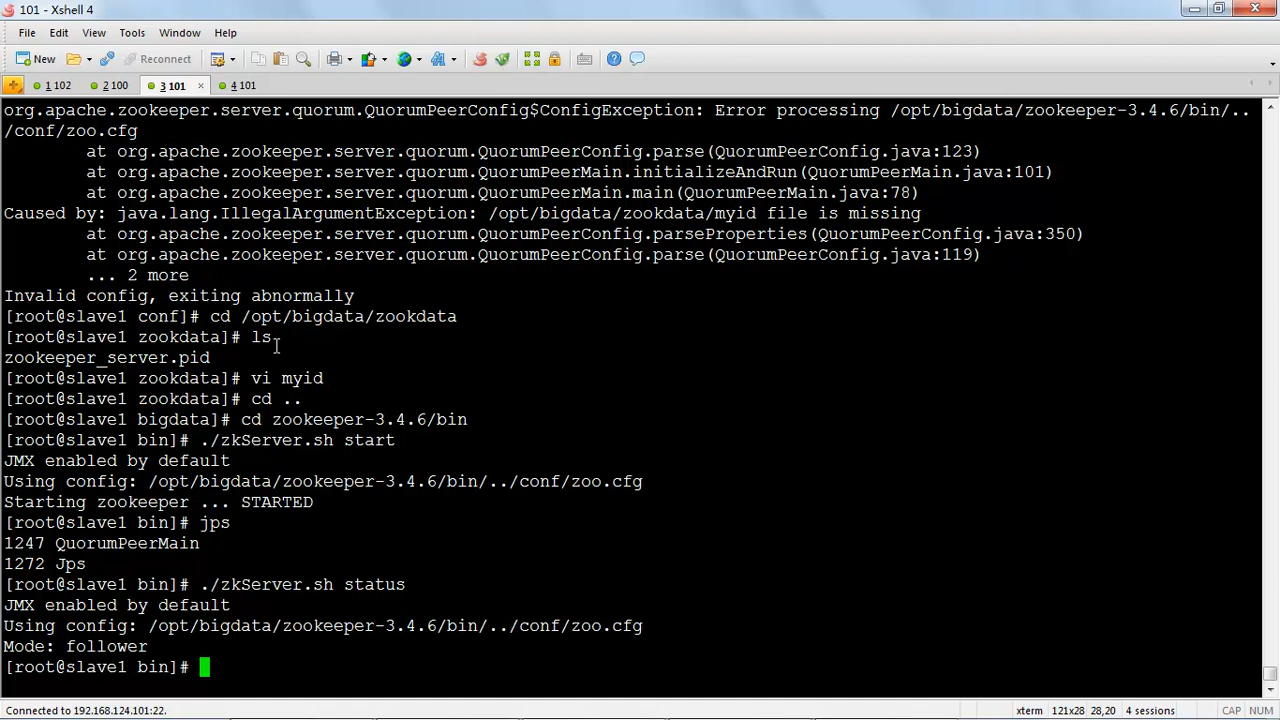 101 - Xshell 4
File Edit View Tools Window Help
New Reconnect
1 102 2 100 3 101 × 4 101
org.apache.zookeeper.server.quorum.QuorumPeerConfig$ConfigException: Error processing /opt/bigdata/zookeeper-3.4.6/bin/..
/conf/zoo.cfg
at org.apache.zookeeper.server.quorum.QuorumPeerConfig.parse(QuorumPeerConfig.java:123)
at org.apache.zookeeper.server.quorum.QuorumPeerMain.initializeAndRun(QuorumPeerMain.java:101)
at org.apache.zookeeper.server.quorum.QuorumPeerMain.main(QuorumPeerMain.java:78)
Caused by: java.lang.IllegalArgumentException: /opt/bigdata/zookdata/myid file is missing
at org.apache.zookeeper.server.quorum.QuorumPeerConfig.parseProperties(QuorumPeerConfig.java:350)
at org.apache.zookeeper.server.quorum.QuorumPeerConfig.parse(QuorumPeerConfig.java:119)
... 2 more
Invalid config, exiting abnormally
[root@slave1 conf]# cd /opt/bigdata/zookdata
[root@slave1 zookdata]# ls
zookeeper_server.pid
[root@slave1 zookdata]# vi myid
[root@slave1 zookdata]# cd ..
[root@slave1 bigdata]# cd zookeeper-3.4.6/bin
[root@slave1 bin]# ./zkServer.sh start
JMX enabled by default
Using config: /opt/bigdata/zookeeper-3.4.6/bin/../conf/zoo.cfg
Starting zookeeper ... STARTED
[root@slave1 bin]# jps
1247 QuorumPeerMain
1272 Jps
[root@slave1 bin]# ./zkServer.sh status
JMX enabled by default
Using config: /opt/bigdata/zookeeper-3.4.6/bin/../conf/zoo.cfg
Mode: follower
[root@slave1 bin]#
Connected to 192.168.124.101:22. xterm 121x28 28,20 4 sessions CAP NUM